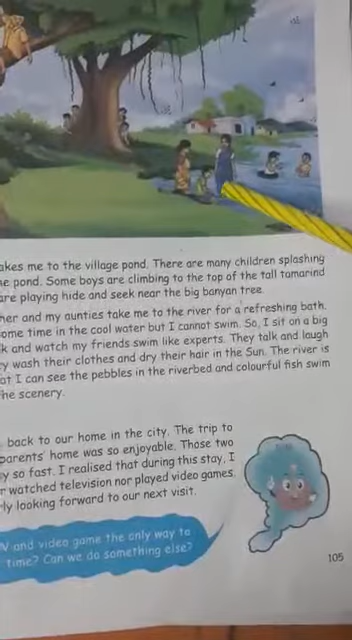 akes me to the village pond. There are many children splashing
he pond. Some boys are climbing to the top of the tall tamarind
are playing hide and seek near the big banyan tree.
her and my aunties take me to the river for a refreshing bath.
ome time in the cool water but I cannot swim. So, I sit on a big
k and watch my friends swim like experts. They talk and laugh
y wash their clothes and dry their hair in the Sun. The river is
at I can see the pebbles in the riverbed and colourful fish swim
he scenery.
back to our home in the city. The trip to
parents' home was so enjoyable. Those two
y so fast. I realised that during this stay, I
r watched television nor played video games.
ly looking forward to our next visit.
V and video game the only way to
time? Can we do something else?
105